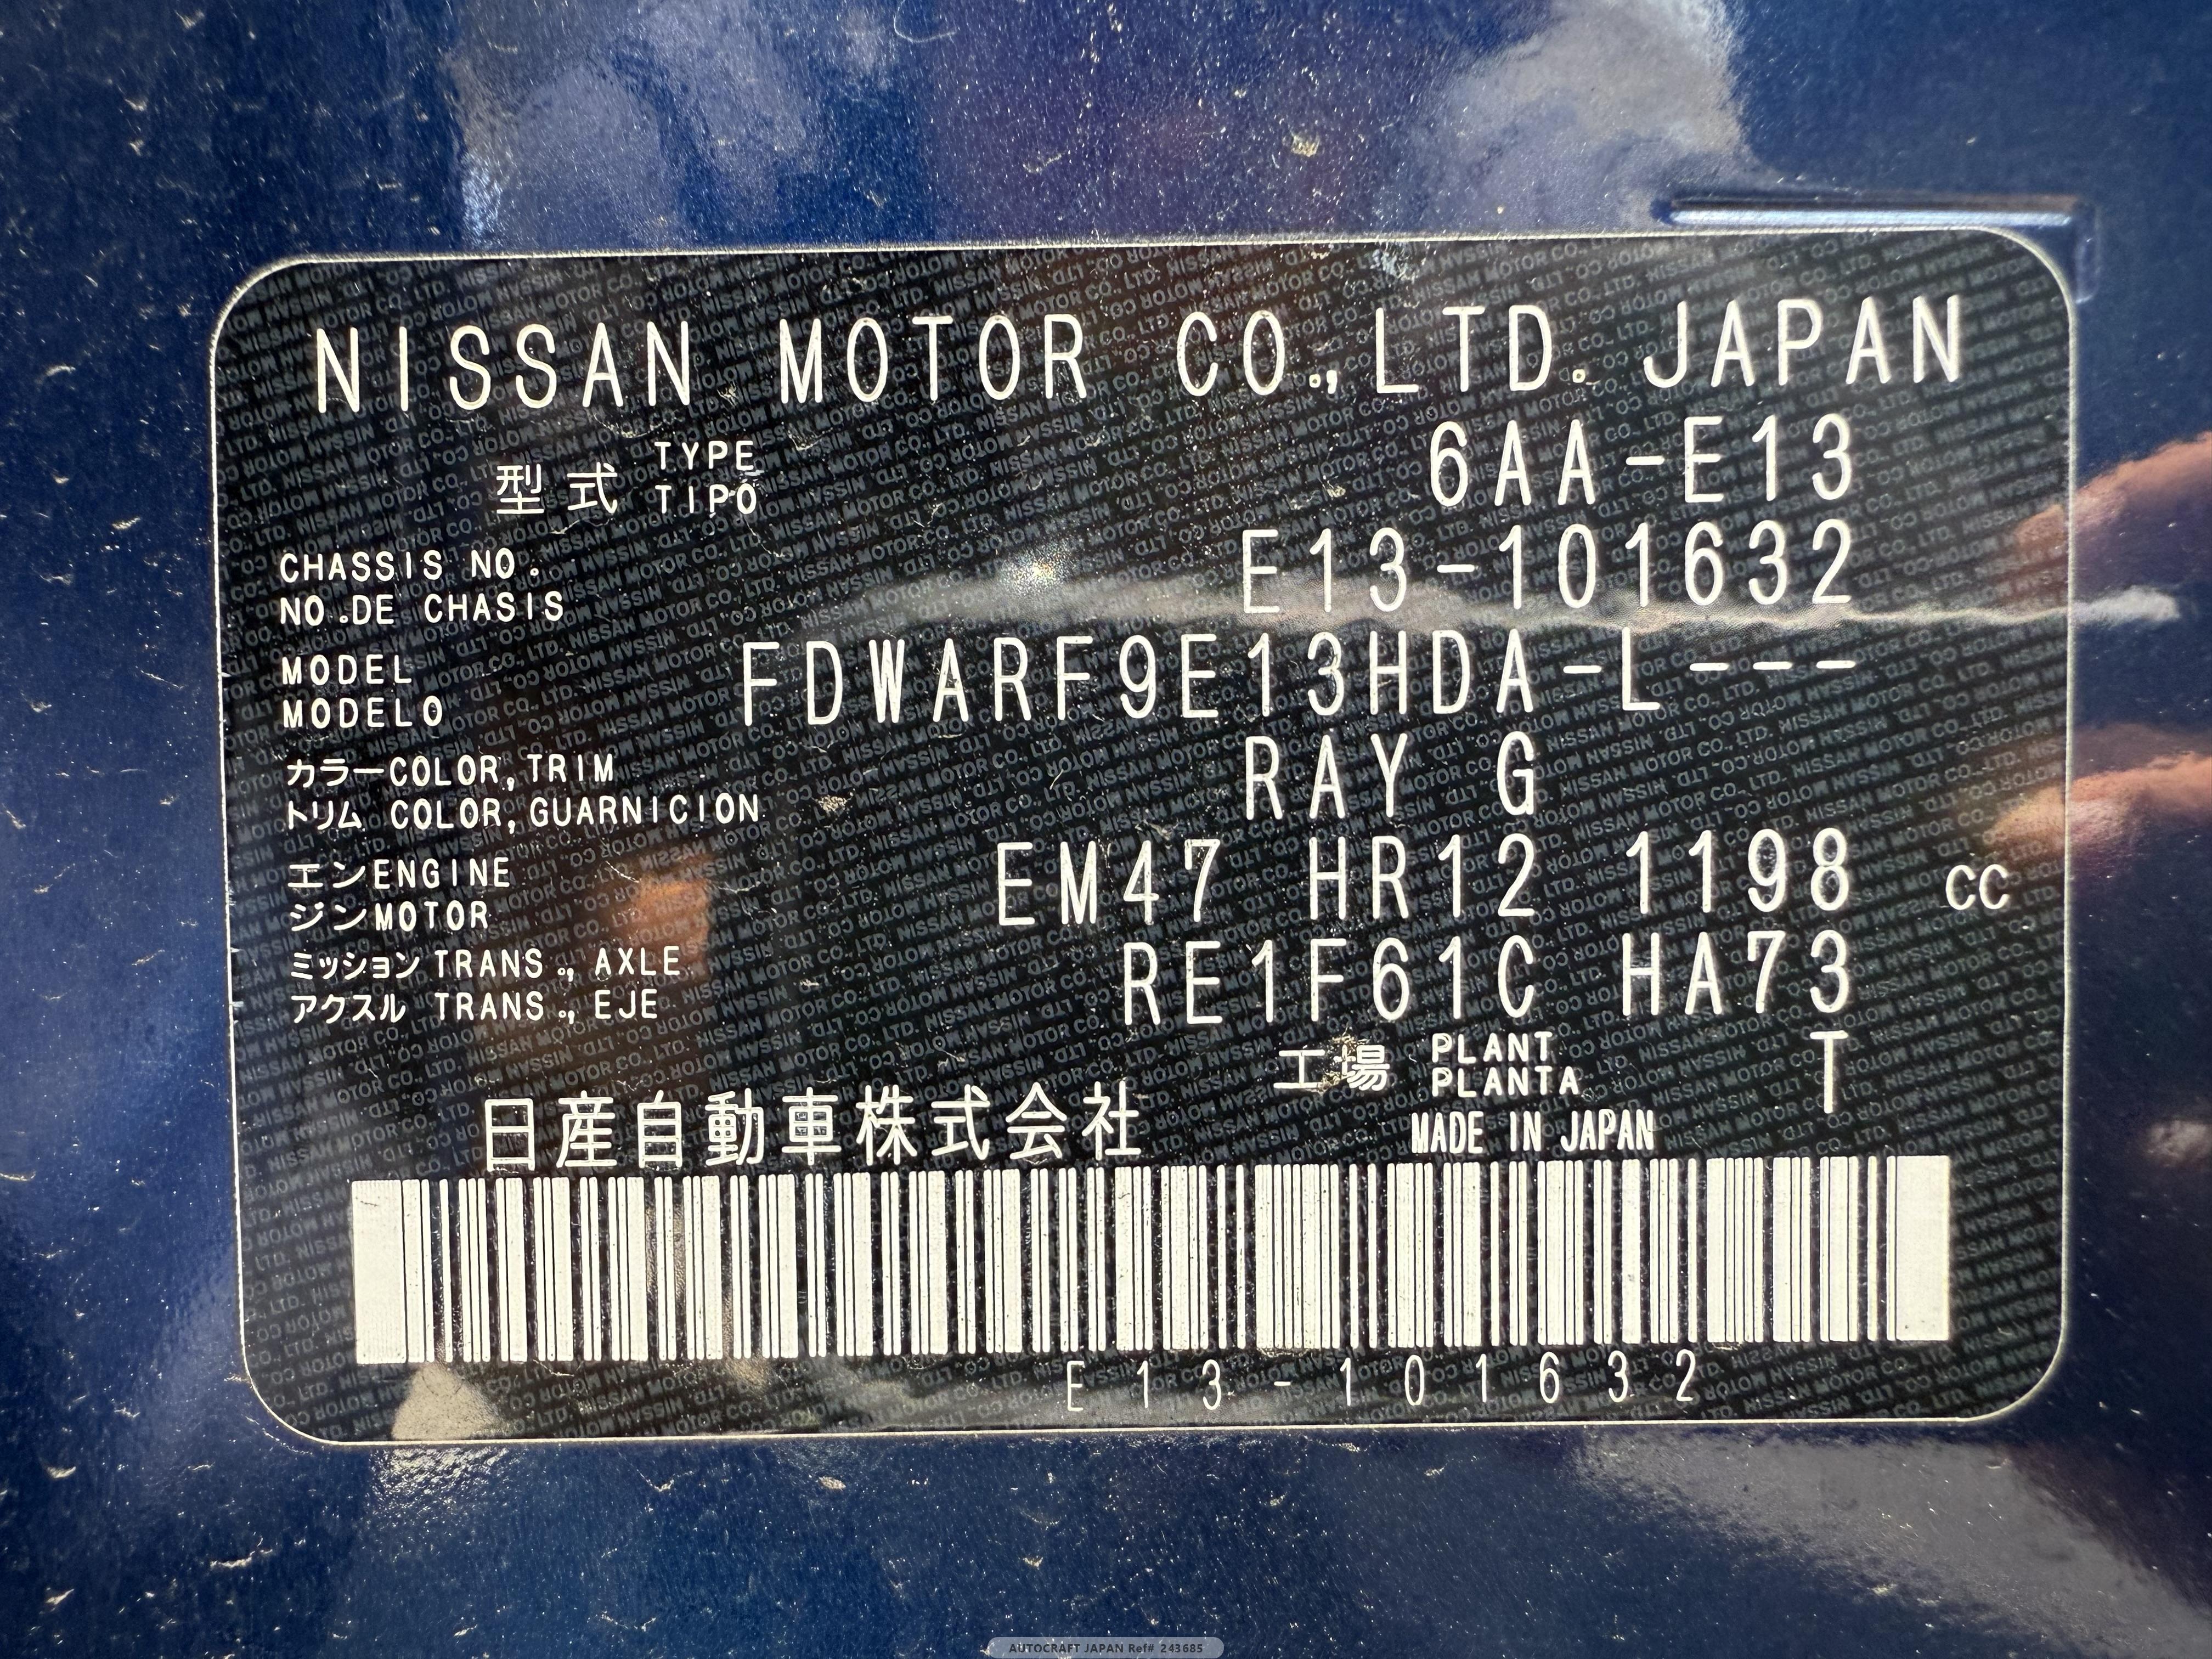 NISSAN MOTOR CO.,LTD. JAPAN
型式 TYPE TIPO 6AA-E13
CHASSIS NO.
NO.DE CHASIS
E13-101632
MODEL
MODELO
FDWARF9E13HDA-L---
カラーCOLOR,TRIM
トリム COLOR,GUARNICION
RAY G
エンENGINE
ジンMOTOR
EM47 HR12 1198 CC
ミッション TRANS., AXLE
アクスル TRANS., EJE
RE1F61C HA73
工場 PLANT PLANTA T
日産自動車株式会社
MADE IN JAPAN
E13-101632
AUTOCRAFT JAPAN Ref# 243685